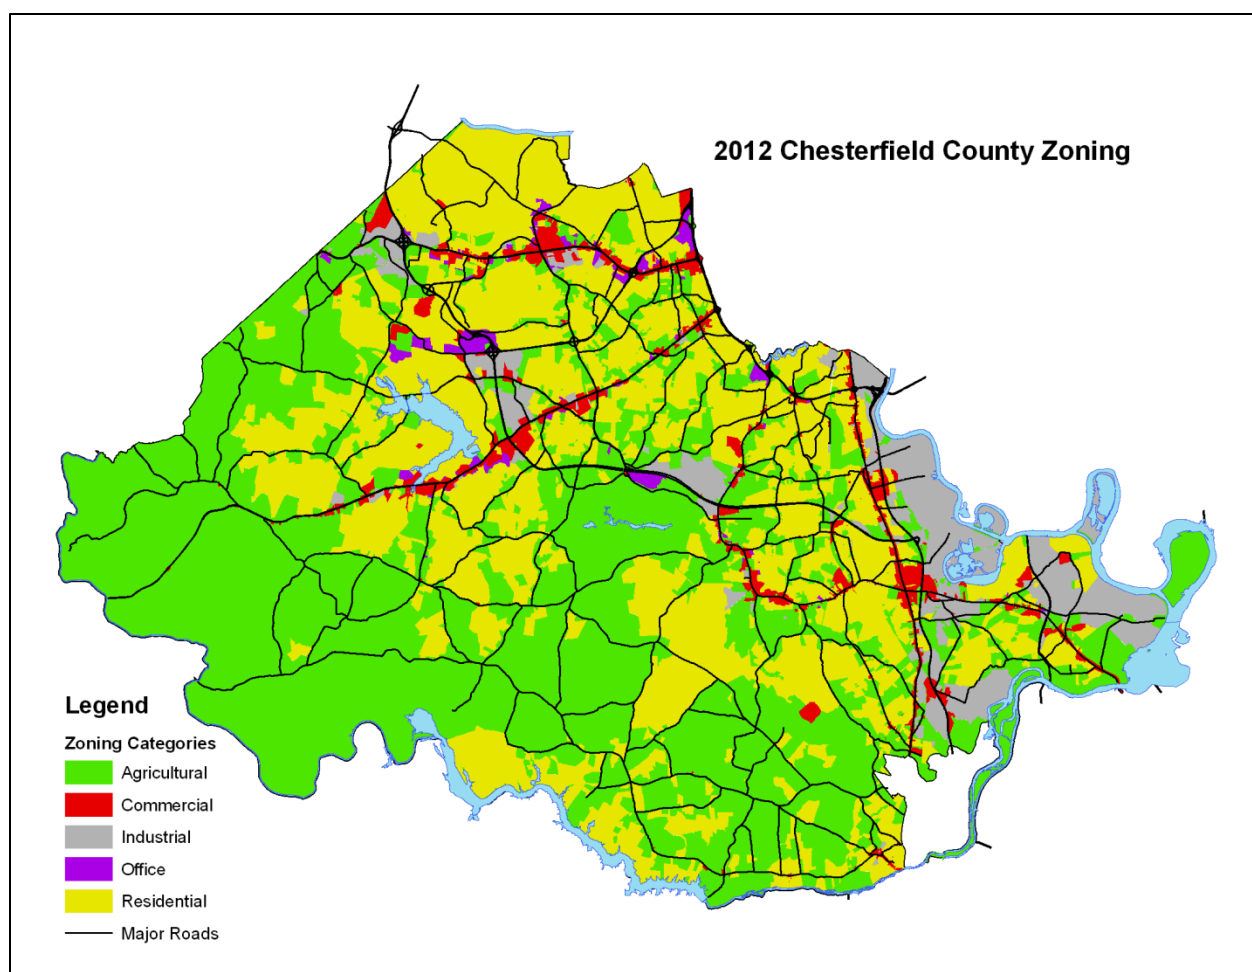 2012 Chesterfield County Zoning
Legend
Zoning Categories
Agricultural
Commercial
Industrial
Office
Residential
Major Roads